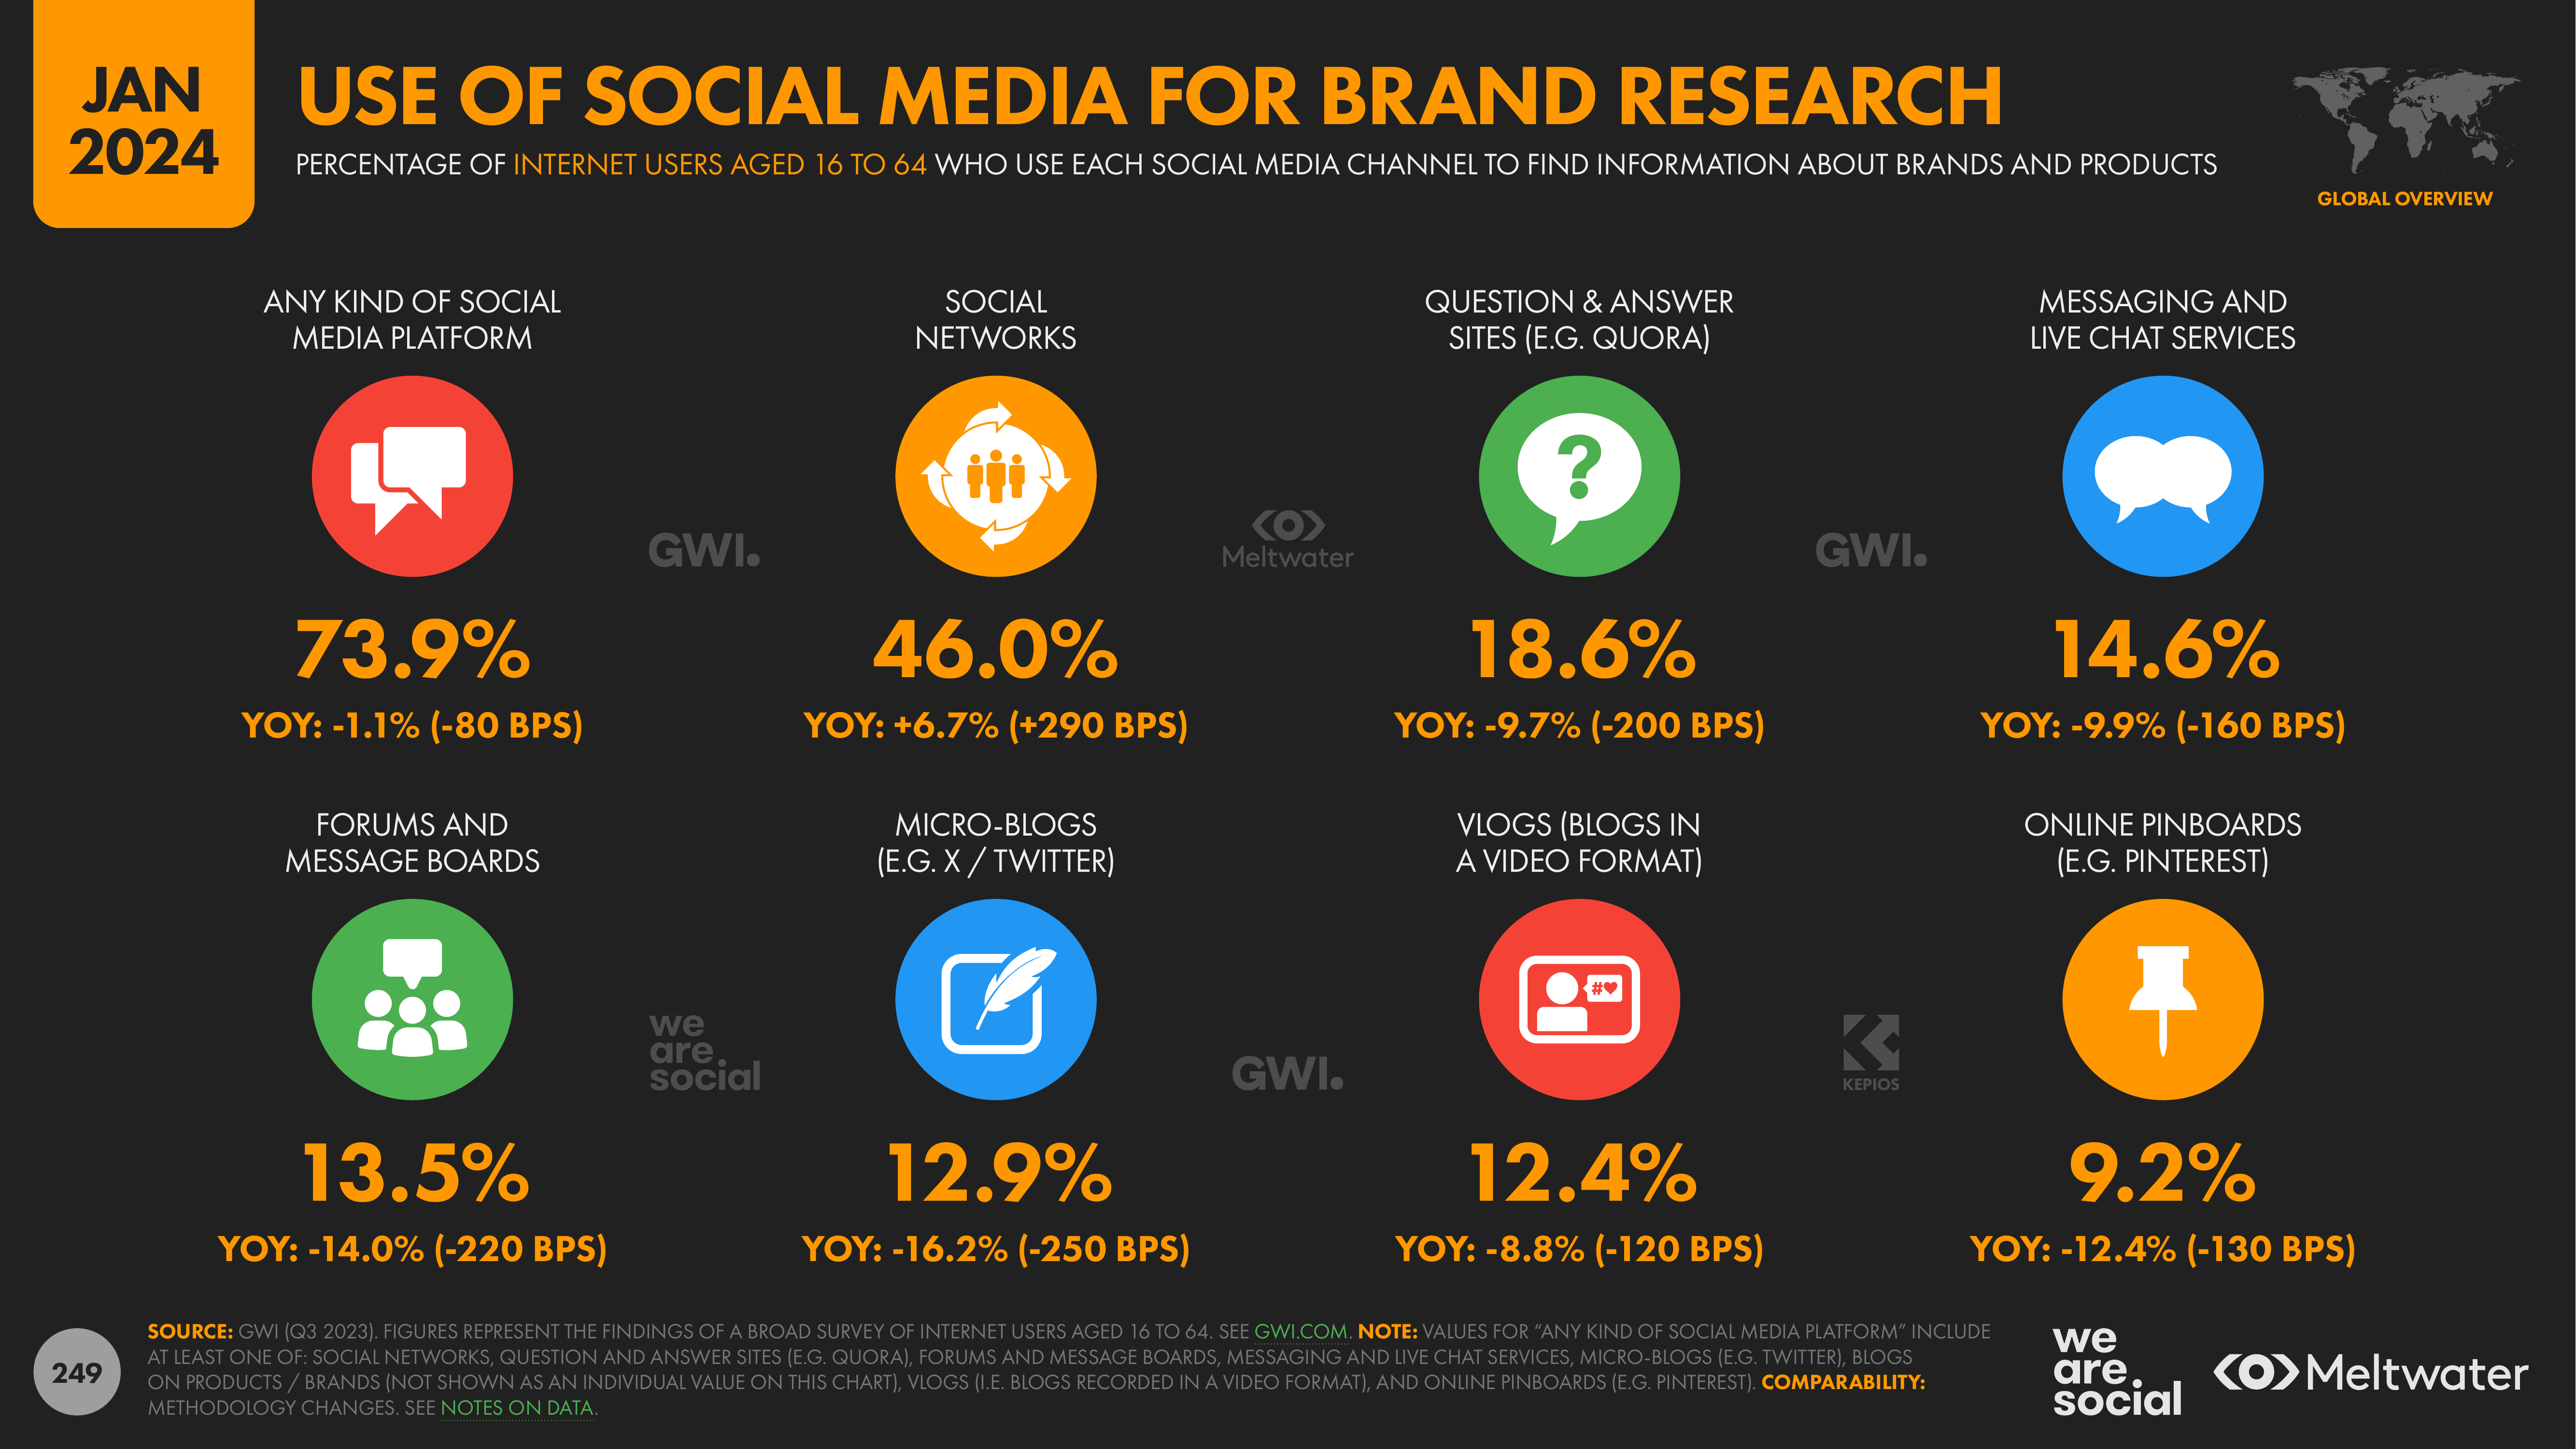 JAN
2024
USE OF SOCIAL MEDIA FOR BRAND RESEARCH
PERCENTAGE OF INTERNET USERS AGED 16 TO 64 WHO USE EACH SOCIAL MEDIA CHANNEL TO FIND INFORMATION ABOUT BRANDS AND PRODUCTS
GLOBAL OVERVIEW
ANY KIND OF SOCIAL
MEDIA PLATFORM
73.9%
YOY: -1.1% (-80 BPS)
GWI.
SOCIAL
NETWORKS
46.0%
YOY: +6.7% (+290 BPS)
Meltwater
QUESTION & ANSWER
SITES (E.G. QUORA)
?
18.6%
YOY: -9.7% (-200 BPS)
GWI.
MESSAGING AND
LIVE CHAT SERVICES
14.6%
YOY: -9.9% (-160 BPS)
FORUMS AND
MESSAGE BOARDS
13.5%
YOY: -14.0% (-220 BPS)
we
are
social
MICRO-BLOGS
(E.G. X / TWITTER)
12.9%
YOY: -16.2% (-250 BPS)
GWI.
VLOGS (BLOGS IN
A VIDEO FORMAT)
#♥
12.4%
YOY: -8.8% (-120 BPS)
KEPIOS
ONLINE PINBOARDS
(E.G. PINTEREST)
9.2%
YOY: -12.4% (-130 BPS)
249
SOURCE: GWI (Q3 2023). FIGURES REPRESENT THE FINDINGS OF A BROAD SURVEY OF INTERNET USERS AGED 16 TO 64. SEE GWI.COM. NOTE: VALUES FOR “ANY KIND OF SOCIAL MEDIA PLATFORM” INCLUDE
AT LEAST ONE OF: SOCIAL NETWORKS, QUESTION AND ANSWER SITES (E.G. QUORA), FORUMS AND MESSAGE BOARDS, MESSAGING AND LIVE CHAT SERVICES, MICRO-BLOGS (E.G. TWITTER), BLOGS
ON PRODUCTS / BRANDS (NOT SHOWN AS AN INDIVIDUAL VALUE ON THIS CHART), VLOGS (I.E. BLOGS RECORDED IN A VIDEO FORMAT), AND ONLINE PINBOARDS (E.G. PINTEREST). COMPARABILITY:
METHODOLOGY CHANGES. SEE NOTES ON DATA.
we
are
social
Meltwater